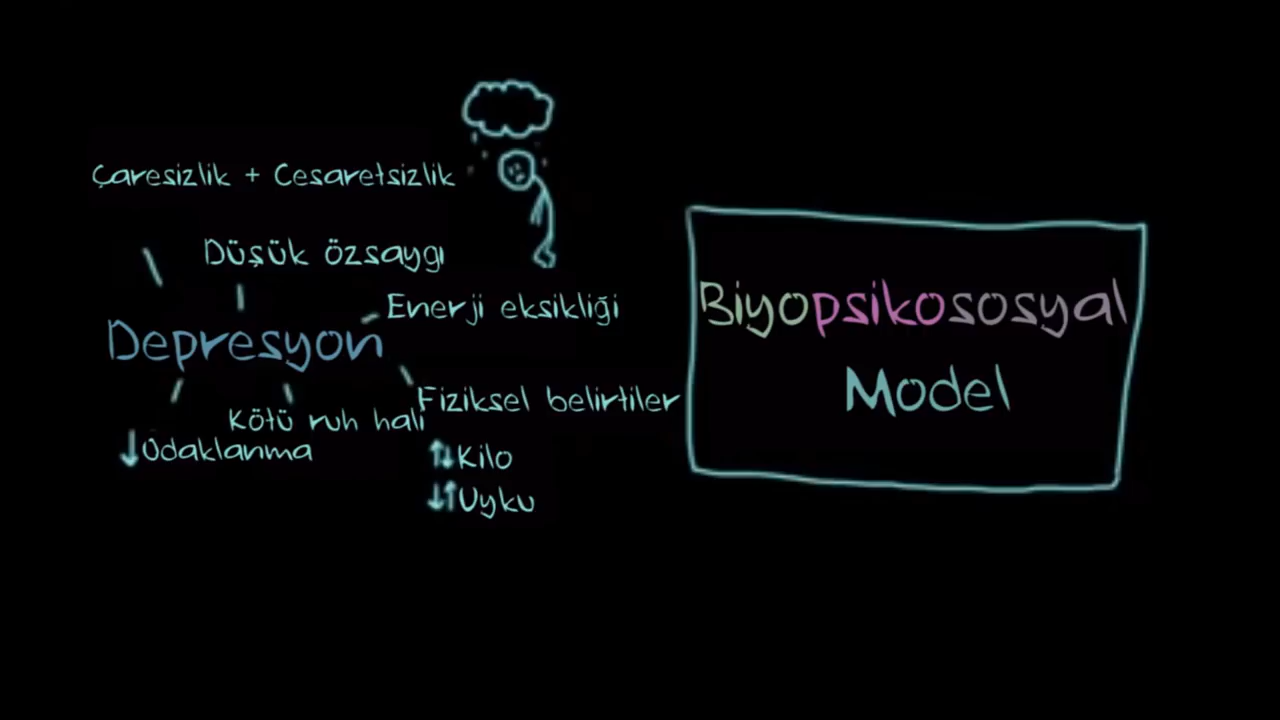 Çaresizlik + Cesaretsizlik
Düşük özsaygı
Enerji eksikliği
Depresyon
Fiziksel belirtiler
Kötü ruh hali
↓Odaklanma
↑↓Kilo
↓↑Uyku
Biyopsikososyal
Model